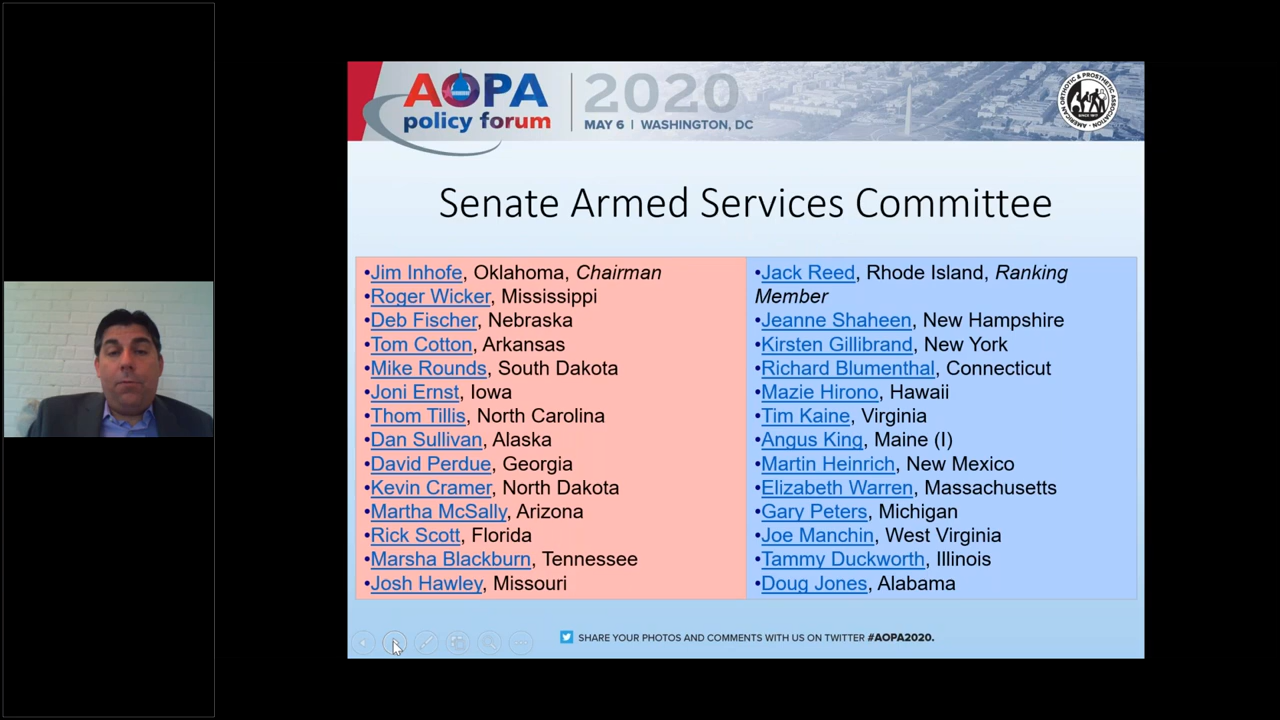 AOPA
policy forum
2020
MAY 6 | WASHINGTON, DC
AMERICAN ORTHOTIC & PROSTHETIC ASSOCIATION
Senate Armed Services Committee
•Jim Inhofe, Oklahoma, Chairman
•Roger Wicker, Mississippi
•Deb Fischer, Nebraska
•Tom Cotton, Arkansas
•Mike Rounds, South Dakota
•Joni Ernst, Iowa
•Thom Tillis, North Carolina
•Dan Sullivan, Alaska
•David Perdue, Georgia
•Kevin Cramer, North Dakota
•Martha McSally, Arizona
•Rick Scott, Florida
•Marsha Blackburn, Tennessee
•Josh Hawley, Missouri
•Jack Reed, Rhode Island, Ranking
Member
•Jeanne Shaheen, New Hampshire
•Kirsten Gillibrand, New York
•Richard Blumenthal, Connecticut
•Mazie Hirono, Hawaii
•Tim Kaine, Virginia
•Angus King, Maine (I)
•Martin Heinrich, New Mexico
•Elizabeth Warren, Massachusetts
•Gary Peters, Michigan
•Joe Manchin, West Virginia
•Tammy Duckworth, Illinois
•Doug Jones, Alabama
SHARE YOUR PHOTOS AND COMMENTS WITH US ON TWITTER #AOPA2020.